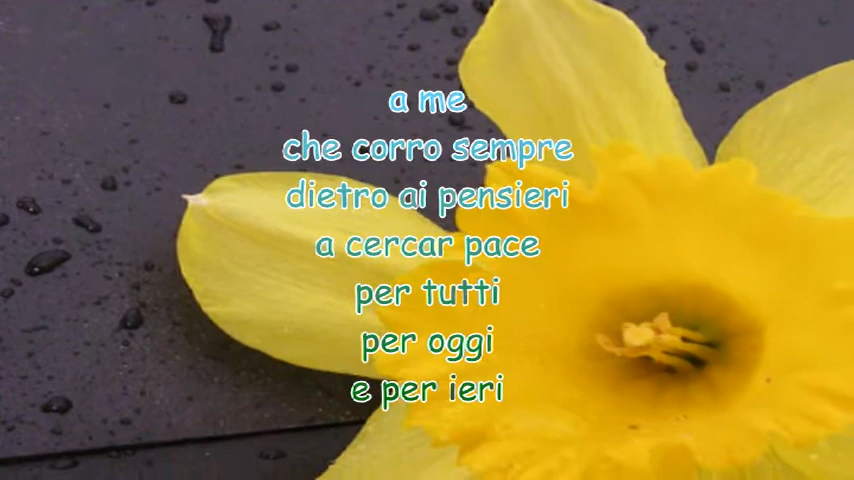 a me
che corro sempre
dietro ai pensieri
a cercar pace
per tutti
per oggi
e per ieri